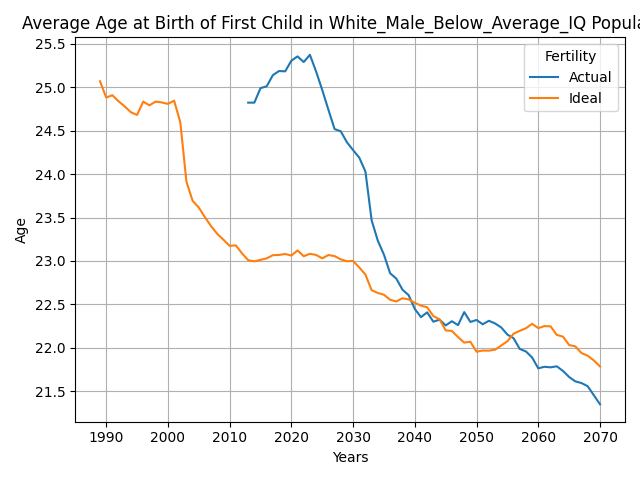 Average Age at Birth of First Child in White_Male_Below_Average_IQ Popula
Fertility
Actual
Ideal
25.5
25.0
24.5
24.0
23.5
23.0
22.5
22.0
21.5
Age
1990 2000 2010 2020 2030 2040 2050 2060 2070
Years